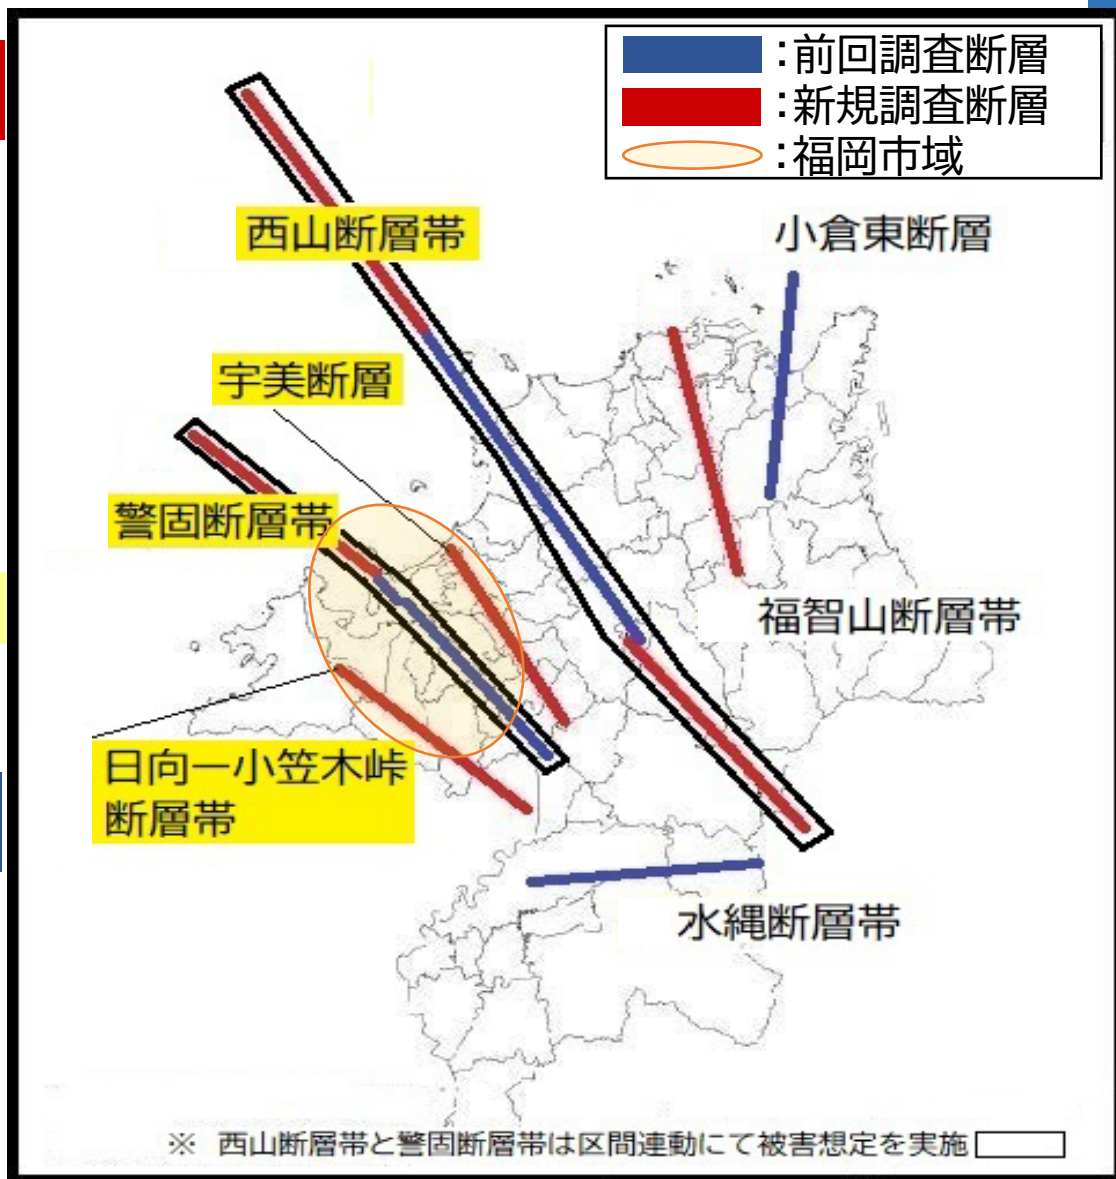 ：前回調査断層
：新規調査断層
：福岡市域
西山断層帯
小倉東断層
宇美断層
警固断層帯
福智山断層帯
日向ー小笠木峠
断層帯
水縄断層帯
※ 西山断層帯と警固断層帯は区間連動にて被害想定を実施